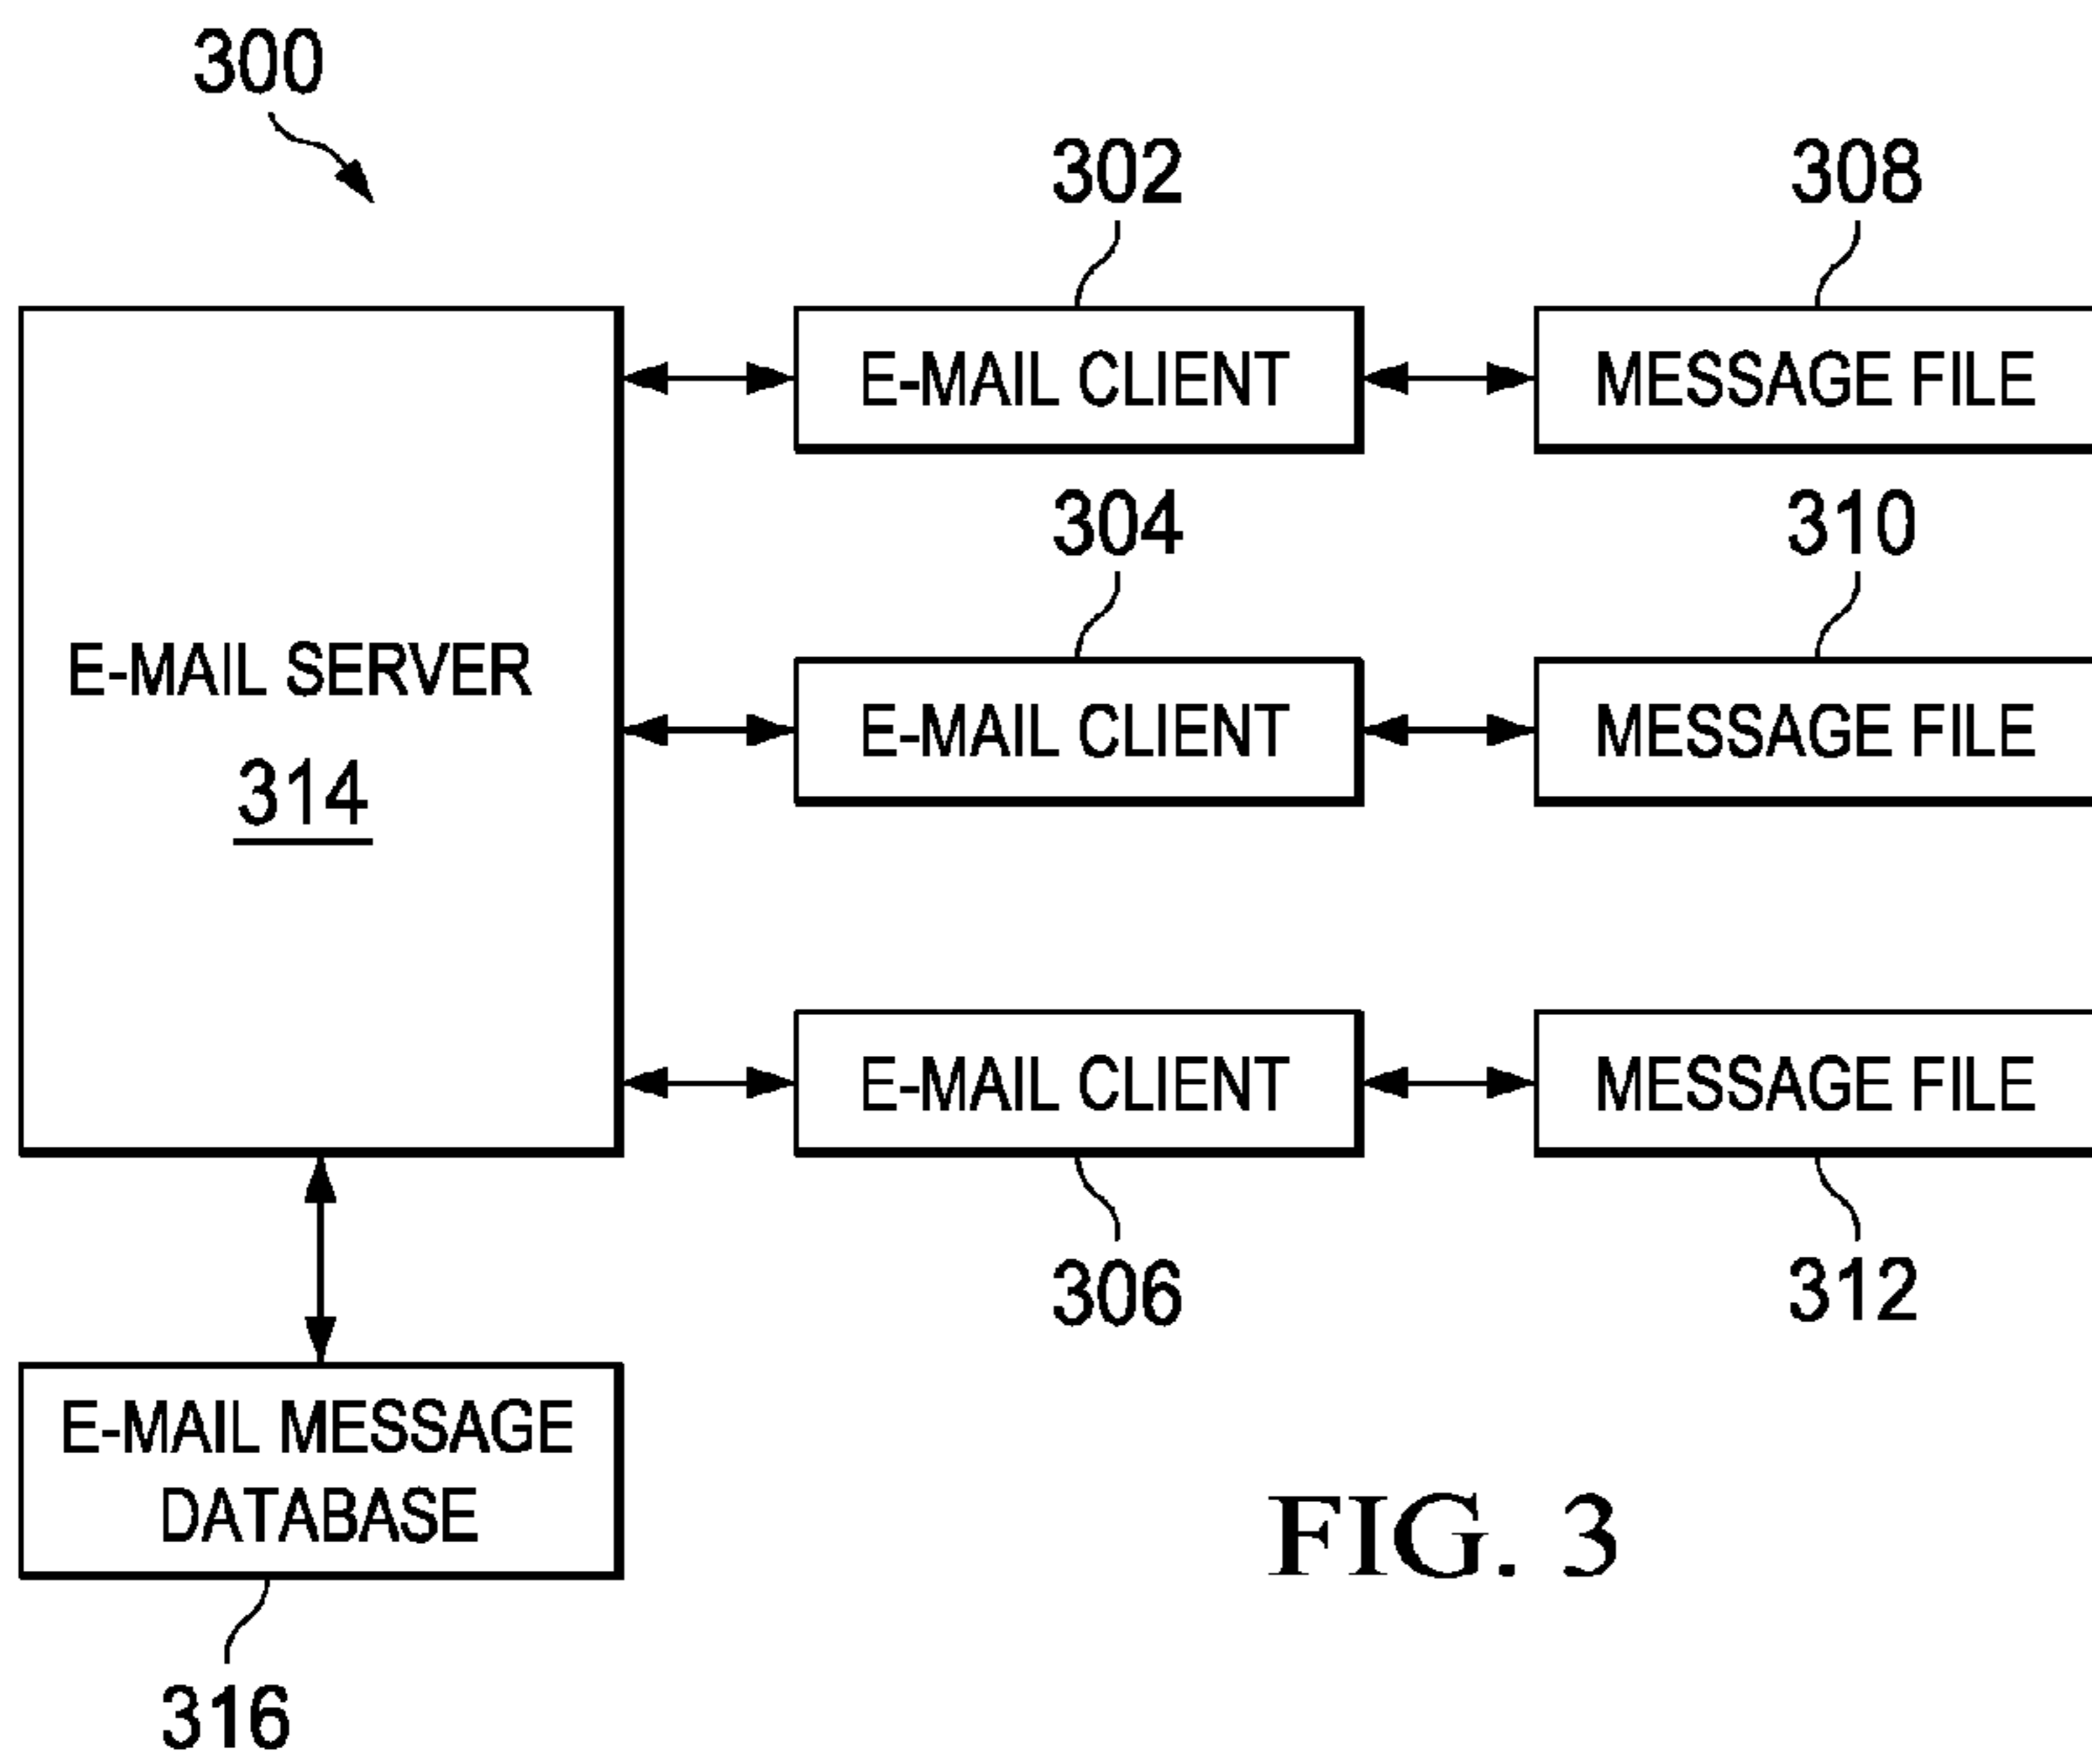 300
302
308
E-MAIL CLIENT
MESSAGE FILE
304
310
E-MAIL SERVER
314
E-MAIL CLIENT
MESSAGE FILE
E-MAIL CLIENT
MESSAGE FILE
306
312
E-MAIL MESSAGE
DATABASE
316
FIG. 3